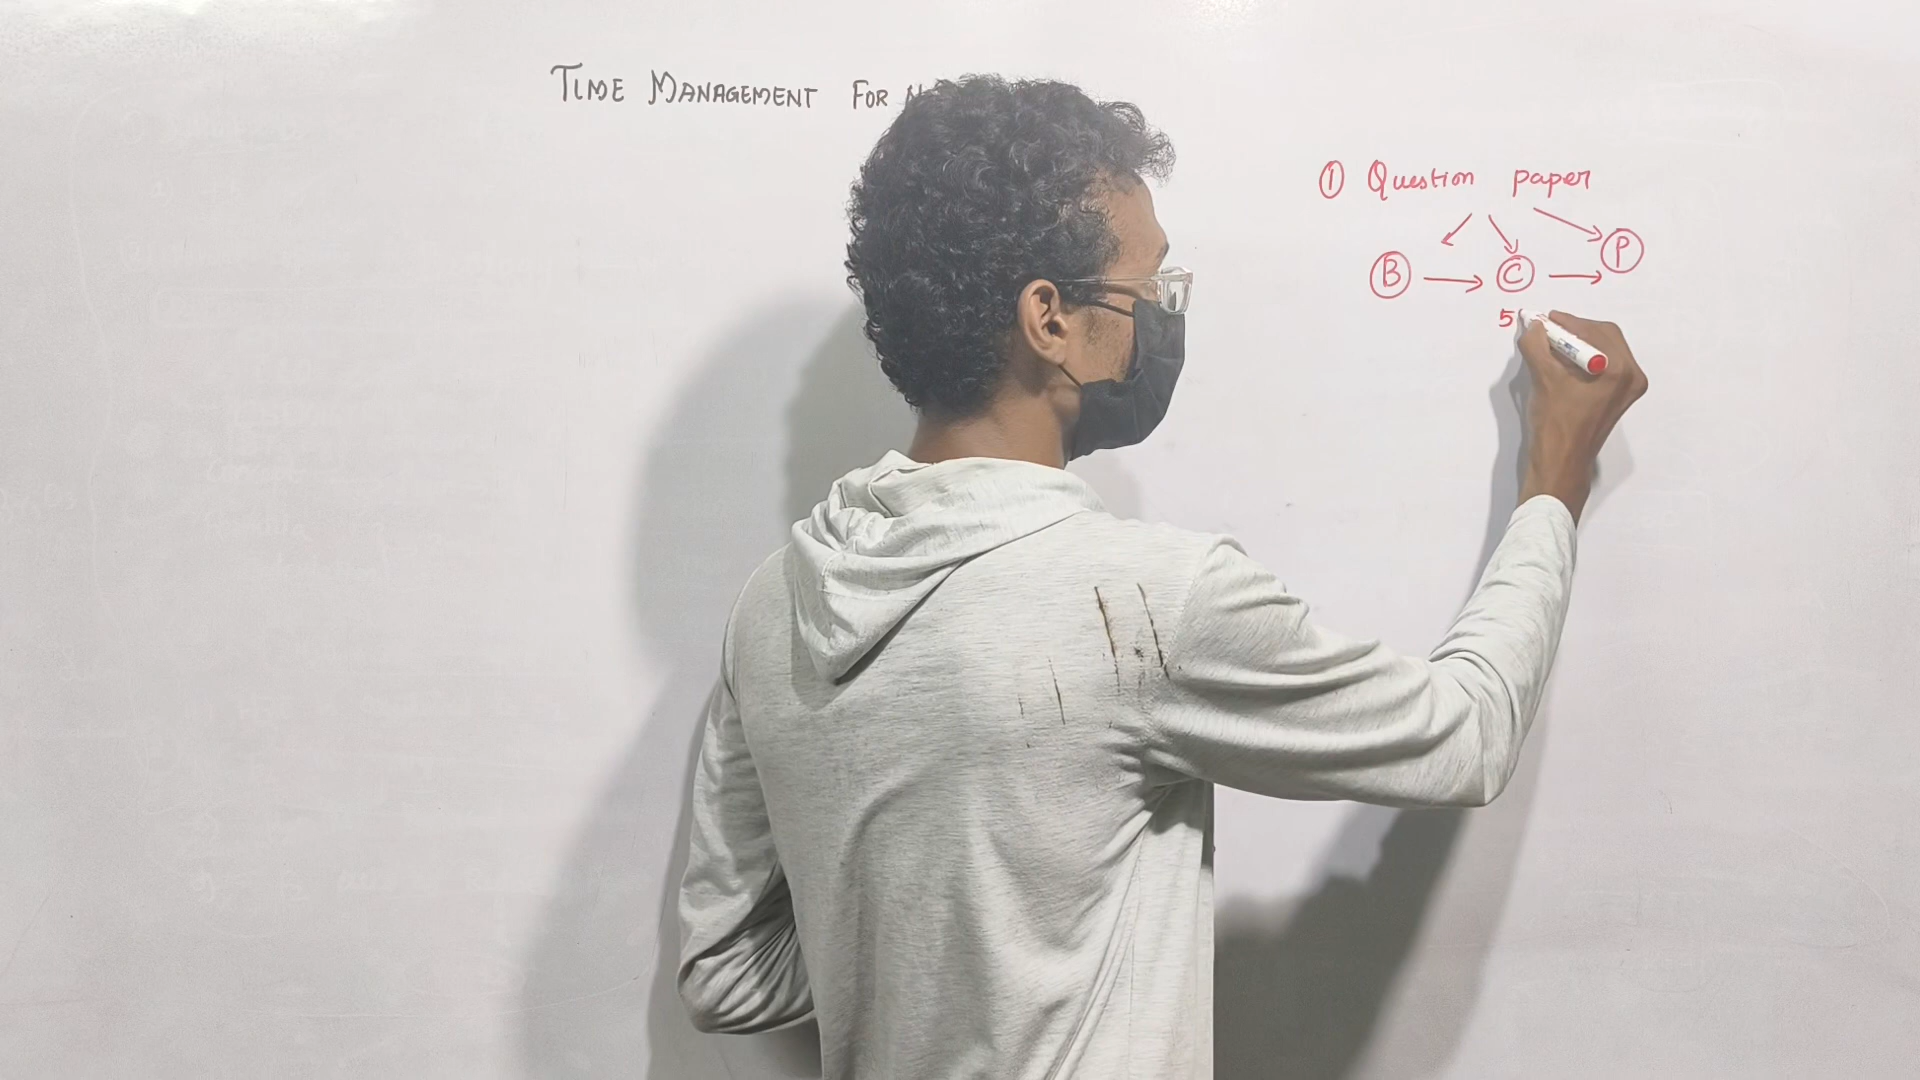 TIME MANAGEMENT FOR
① Question paper
B → C → P
5